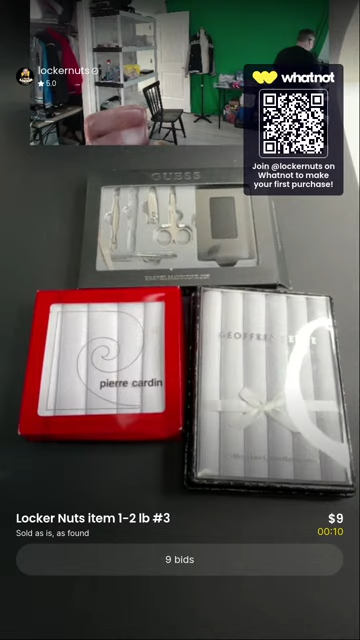 lockernuts
★ 5.0
whatnot
Join @lockernuts on
Whatnot to make
your first purchase!
GUESS
pierre cardin
GEOFFREY BEENE
Locker Nuts item 1-2 lb #3
$9
Sold as is, as found
00:10
9 bids